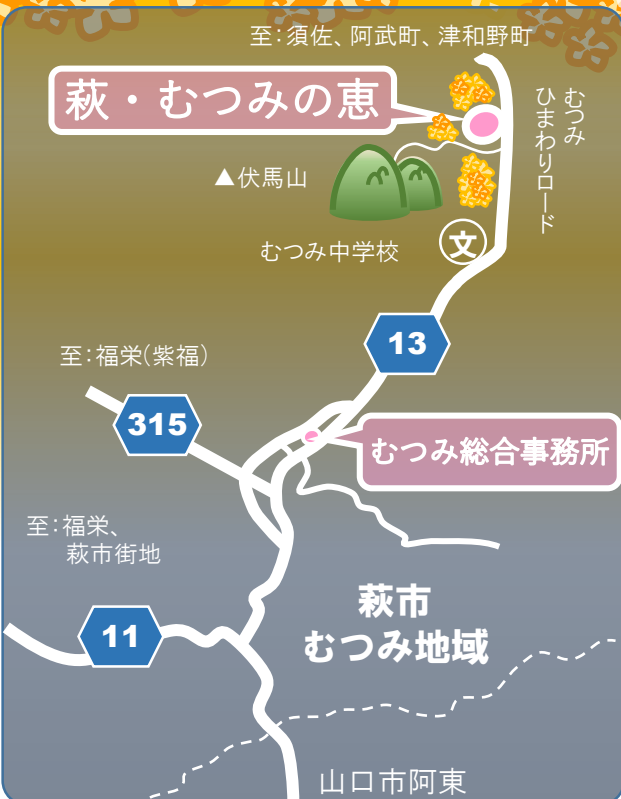 至：須佐、阿武町、津和野町
萩・むつみの恵
むつみ
ひまわりロード
▲伏馬山
むつみ中学校
文
13
至：福栄(紫福)
315
むつみ総合事務所
至：福栄、
萩市街地
萩市
むつみ地域
11
山口市阿東